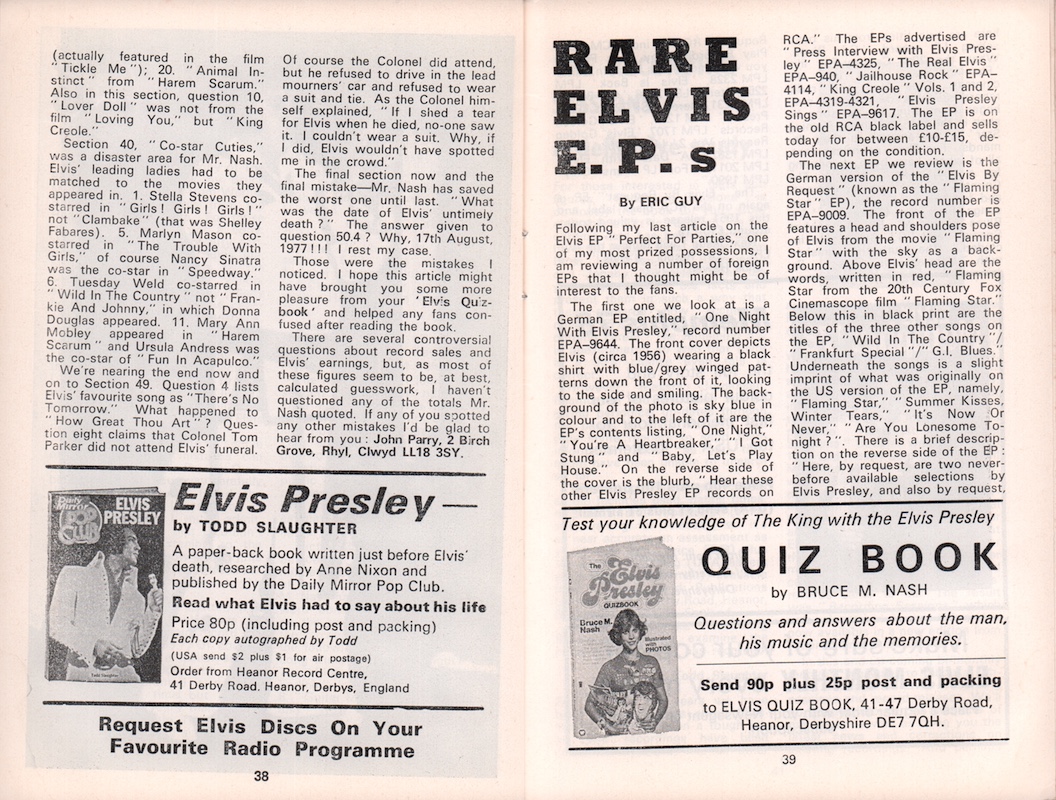 (actually featured in the film
"Tickle Me"); 20. "Animal In-
stinct" from "Harem Scarum."
Also in this section, question 10,
"Lover Doll" was not from the
film "Loving You," but "King
Creole."
Section 40, "Co-star Cuties,"
was a disaster area for Mr. Nash.
Elvis' leading ladies had to be
matched to the movies they
appeared in. 1. Stella Stevens co-
starred in "Girls! Girls! Girls!"
not "Clambake" (that was Shelley
Fabares). 5. Marlyn Mason co-
starred in "The Trouble With
Girls," of course Nancy Sinatra
was the co-star in "Speedway."
6. Tuesday Weld co-starred in
"Wild In The Country" not "Fran-
kie And Johnny," in which Donna
Douglas appeared. 11. Mary Ann
Mobley appeared in "Harem
Scarum" and Ursula Andress was
the co-star of "Fun In Acapulco."
We're nearing the end now and
on to Section 49. Question 4 lists
Elvis' favourite song as "There's No
Tomorrow." What happened to
"How Great Thou Art"? Ques-
tion eight claims that Colonel Tom
Parker did not attend Elvis' funeral.
Of course the Colonel did attend,
but he refused to drive in the lead
mourners' car and refused to wear
a suit and tie. As the Colonel him-
self explained, "If I shed a tear
for Elvis when he died, no-one saw
it. I couldn't wear a suit. Why, if
I did, Elvis wouldn't have spotted
me in the crowd."
The final section now and the
final mistake—Mr. Nash has saved
the worst one until last. "What
was the date of Elvis' untimely
death?" The answer given to
question 50.4? Why, 17th August,
1977!!! I rest my case.
Those were the mistakes I
noticed. I hope this article might
have brought you some more
pleasure from your 'Elvis Quiz-
book' and helped any fans con-
fused after reading the book.
There are several controversial
questions about record sales and
Elvis' earnings, but, as most of
these figures seem to be, at best,
calculated guesswork, I haven't
questioned any of the totals Mr.
Nash quoted. If any of you spotted
any other mistakes I'd be glad to
hear from you: John Parry, 2 Birch
Grove, Rhyl, Clwyd LL18 3SY.
Daily Mirror
POP CLUB
ELVIS
PRESLEY
Todd Slaughter
Elvis Presley—
by TODD SLAUGHTER
A paper-back book written just before Elvis'
death, researched by Anne Nixon and
published by the Daily Mirror Pop Club.
Read what Elvis had to say about his life
Price 80p (including post and packing)
Each copy autographed by Todd
(USA send $2 plus $1 for air postage)
Order from Heanor Record Centre,
41 Derby Road. Heanor, Derbys, England
Request Elvis Discs On Your
Favourite Radio Programme
38
RARE
ELVIS
E.P.s
By ERIC GUY
Following my last article on the
Elvis EP "Perfect For Parties," one
of my most prized possessions, I
am reviewing a number of foreign
EPs that I thought might be of
interest to the fans.
The first one we look at is a
German EP entitled, "One Night
With Elvis Presley," record number
EPA-9644. The front cover depicts
Elvis (circa 1956) wearing a black
shirt with blue/grey winged pat-
terns down the front of it, looking
to the side and smiling. The back-
ground of the photo is sky blue in
colour and to the left of it are the
EP's contents listing, "One Night,"
"You're A Heartbreaker," "I Got
Stung" and "Baby, Let's Play
House." On the reverse side of
the cover is the blurb, "Hear these
other Elvis Presley EP records on
RCA." The EPs advertised are
"Press Interview with Elvis Pres-
ley" EPA-4325, "The Real Elvis"
EPA-940, "Jailhouse Rock" EPA-
4114, "King Creole" Vols. 1 and 2,
EPA-4319-4321, "Elvis Presley
Sings" EPA-9617. The EP is on
the old RCA black label and sells
today for between £10-£15, de-
pending on the condition.
The next EP we review is the
German version of the "Elvis By
Request" (known as the "Flaming
Star" EP), the record number is
EPA-9009. The front of the EP
features a head and shoulders pose
of Elvis from the movie "Flaming
Star" with the sky as a back-
ground. Above Elvis' head are the
words, written in red, "Flaming
Star from the 20th Century Fox
Cinemascope film "Flaming Star."
Below this in black print are the
titles of the three other songs on
the EP, "Wild In The Country"/
"Frankfurt Special"/"G.I. Blues."
Underneath the songs is a slight
imprint of what was originally on
the US version of the EP, namely,
"Flaming Star," "Summer Kisses,
Winter Tears," "It's Now Or
Never," "Are You Lonesome To-
night?". There is a brief descrip-
tion on the reverse side of the EP:
"Here, by request, are two never-
before available selections by
Elvis Presley, and also by request,
Test your knowledge of The King with the Elvis Presley
The
Elvis
Presley
QUIZBOOK
Bruce M.
Nash
Illustrated
with
PHOTOS
QUIZ BOOK
by BRUCE M. NASH
Questions and answers about the man,
his music and the memories.
Send 90p plus 25p post and packing
to ELVIS QUIZ BOOK, 41-47 Derby Road,
Heanor, Derbyshire DE7 7QH.
39